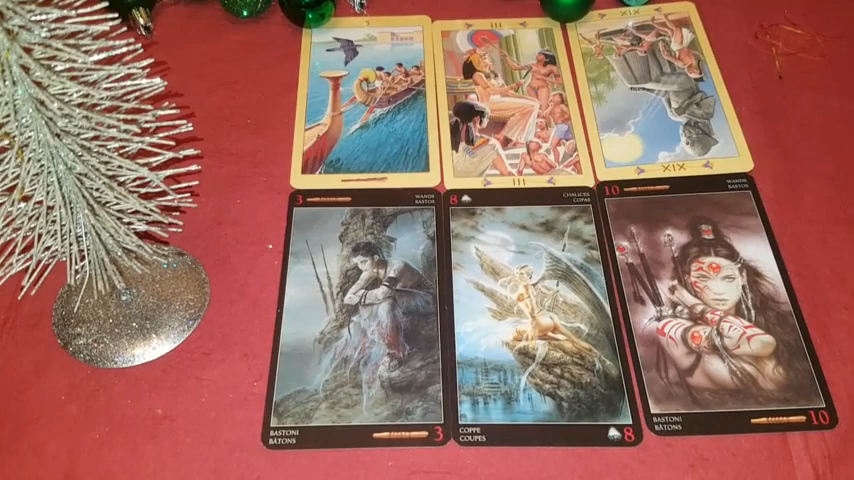 5
III
XIX
III
XIX
3
WANDS
BASTOS
8
CHALICES
COPAS
10
WANDS
BASTOS
BASTONI
BÂTONS
3
COPPE
COUPES
8
BASTONI
BÂTONS
10